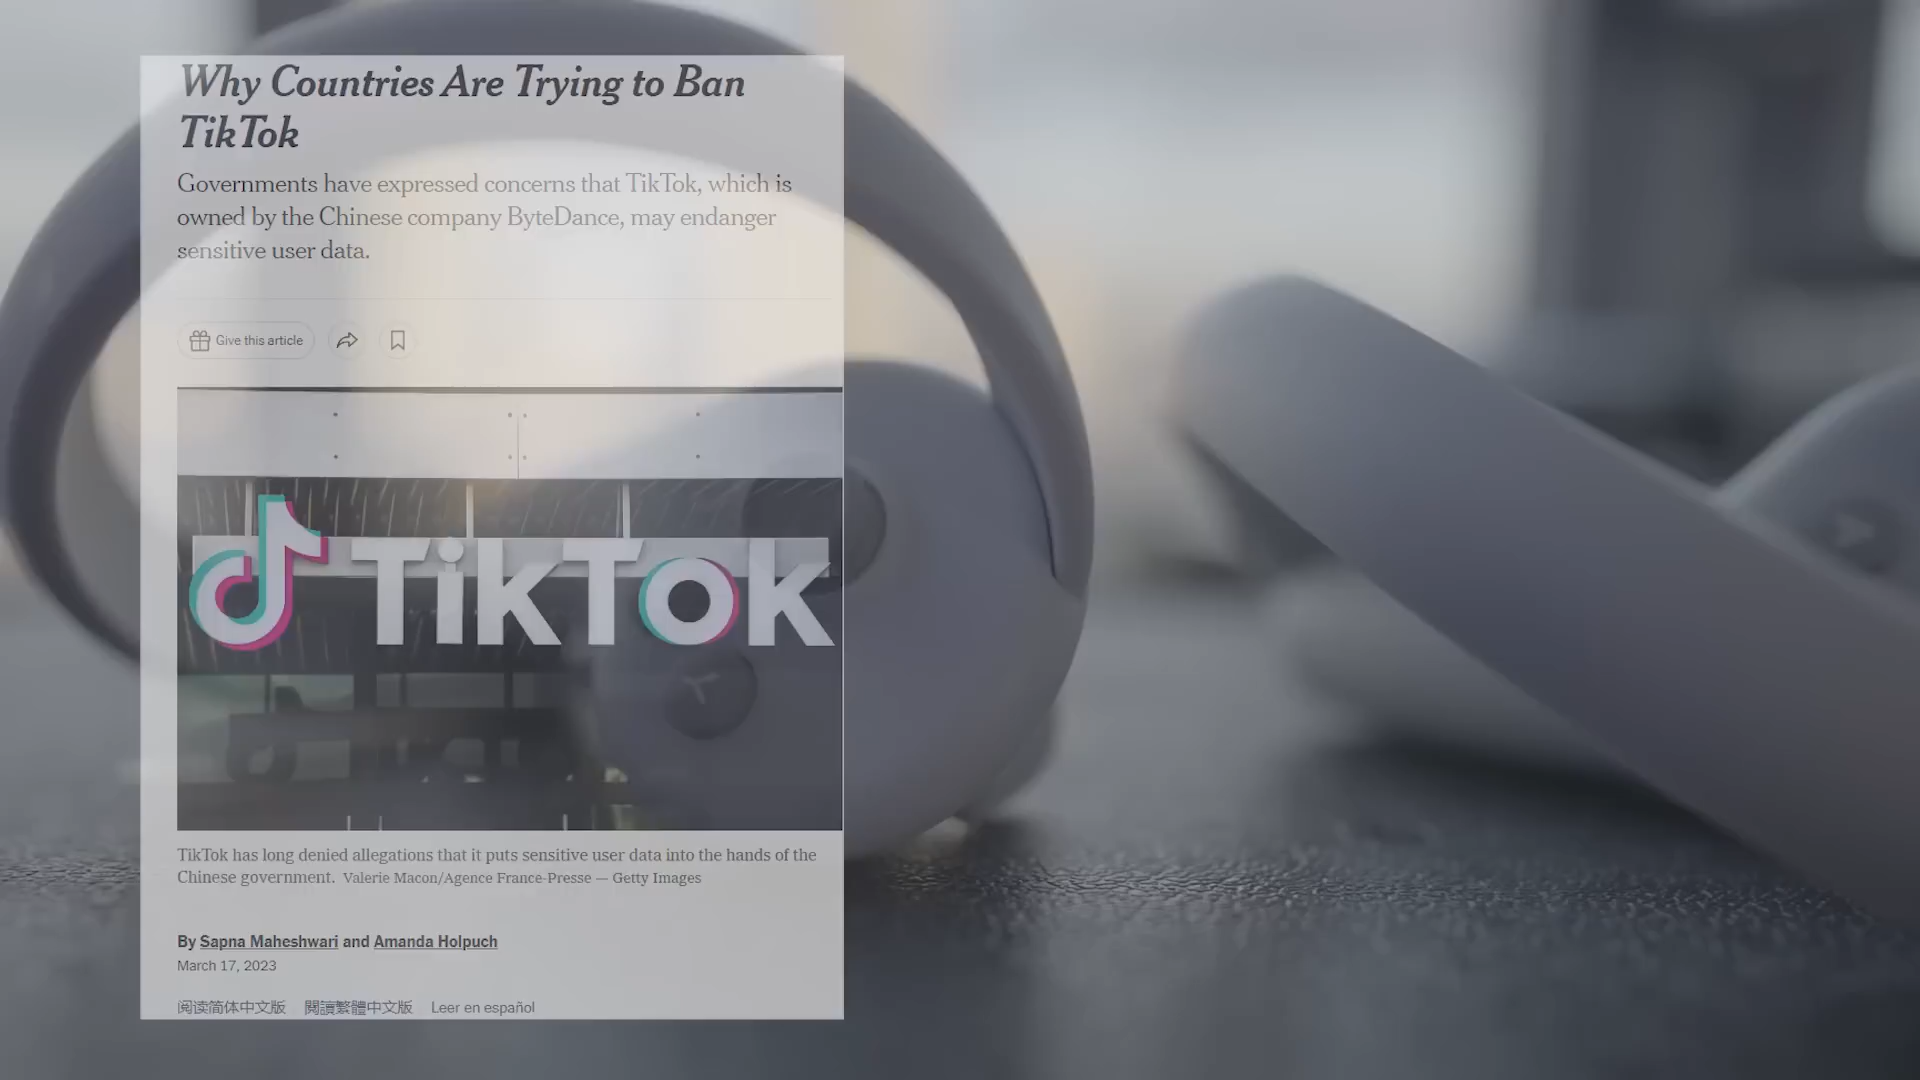 Why Countries Are Trying to Ban
TikTok
Governments have expressed concerns that TikTok, which is
owned by the Chinese company ByteDance, may endanger
sensitive user data.
Give this article
TikTok
TikTok has long denied allegations that it puts sensitive user data into the hands of the
Chinese government. Valerie Macon/Agence France-Presse — Getty Images
By Sapna Maheshwari and Amanda Holpuch
March 17, 2023
阅读简体中文版 閱讀繁體中文版 Leer en español